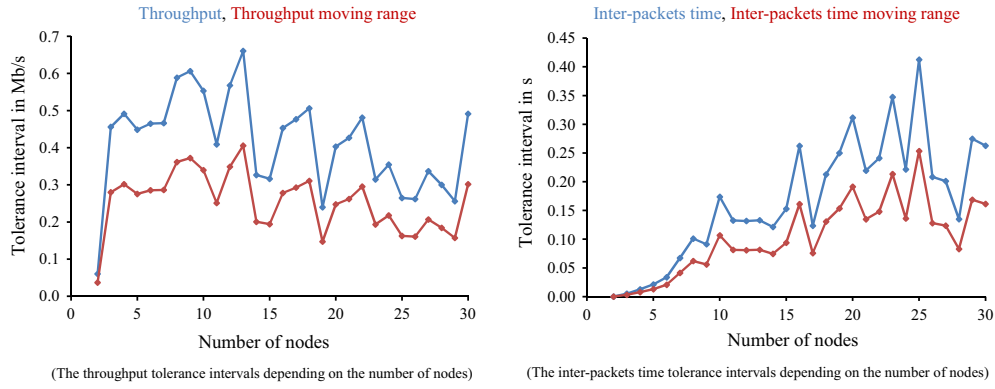 Throughput, Throughput moving range
Tolerance interval in Mb/s
0.7
0.6
0.5
0.4
0.3
0.2
0.1
0.0
0 5 10 15 20 25 30
Number of nodes
(The throughput tolerance intervals depending on the number of nodes)
Inter-packets time, Inter-packets time moving range
Tolerance interval in s
0.45
0.40
0.35
0.30
0.25
0.20
0.15
0.10
0.05
0.00
0 5 10 15 20 25 30
Number of nodes
(The inter-packets time tolerance intervals depending on the number of nodes)